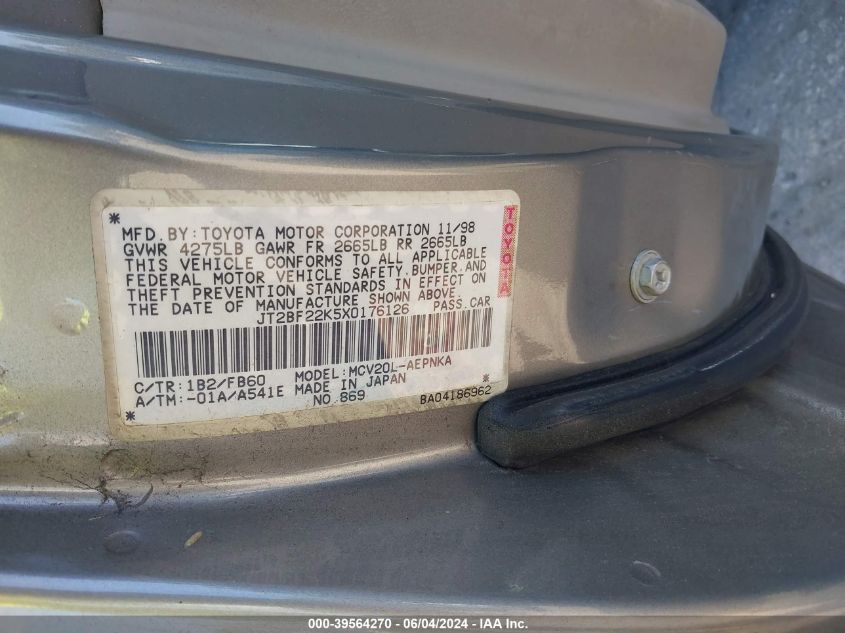 * MFD. BY: TOYOTA MOTOR CORPORATION 11/98
GVWR 4275LB GAWR FR 2665LB RR 2665LB
THIS VEHICLE CONFORMS TO ALL APPLICABLE
FEDERAL MOTOR VEHICLE SAFETY, BUMPER, AND
THEFT PREVENTION STANDARDS IN EFFECT ON
THE DATE OF MANUFACTURE SHOWN ABOVE.
JT2BF22K5X0176126 PASS. CAR
TOYOTA
C/TR: 1B2/FB60 MODEL: MCV20L-AEPNKA
A/TM: -01A/A541E MADE IN JAPAN
* NO. 869 BA04186962 *
000-39564270 - 06/04/2024 - IAA Inc.